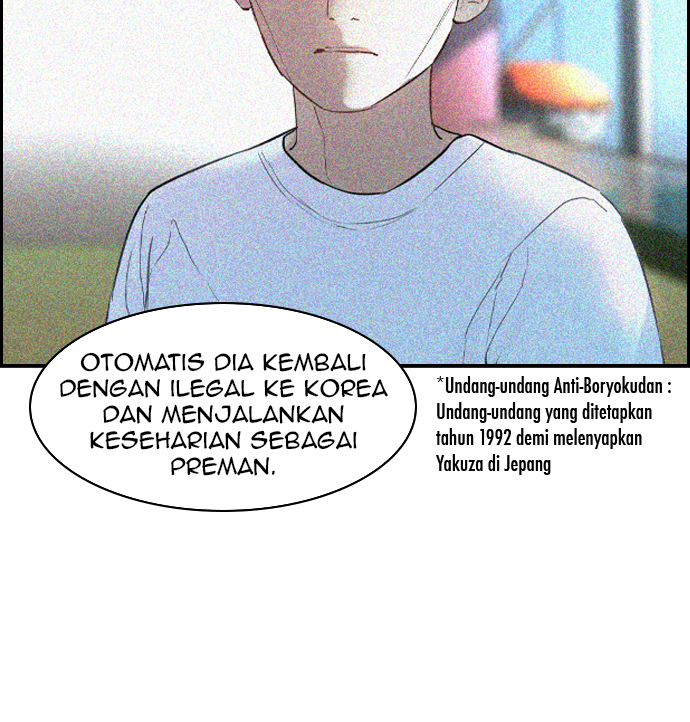 OTOMATIS DIA KEMBALI
DENGAN ILEGAL KE KOREA
DAN MENJALANKAN
KESEHARIAN SEBAGAI
PREMAN.
*Undang-undang Anti-Boryokudan :
Undang-undang yang ditetapkan
tahun 1992 demi melenyapkan
Yakuza di Jepang